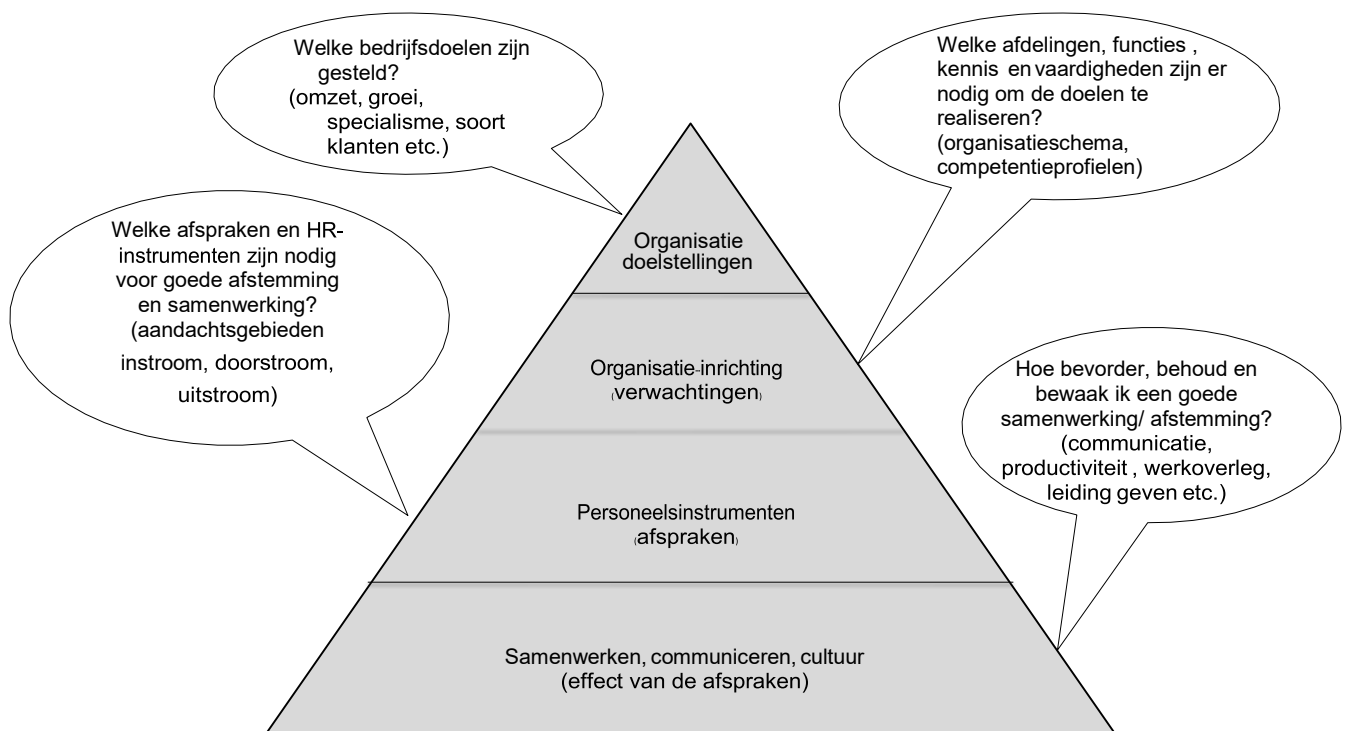 Welke bedrijfsdoelen zijn
gesteld?
(omzet, groei,
specialisme, soort
klanten etc.)
Welke afdelingen, functies ,
kennis en vaardigheden zijn er
nodig om de doelen te
realiseren?
(organisatieschema,
competentieprofielen)
Welke afspraken en HR-
instrumenten zijn nodig
voor goede afstemming
en samenwerking?
(aandachtsgebieden
instroom, doorstroom,
uitstroom)
Hoe bevorder, behoud en
bewaak ik een goede
samenwerking/ afstemming?
(communicatie,
productiviteit , werkoverleg,
leiding geven etc.)
Organisatie
doelstellingen
Organisatie-inrichting
(verwachtingen)
Personeelsinstrumenten
(afspraken)
Samenwerken, communiceren, cultuur
(effect van de afspraken)